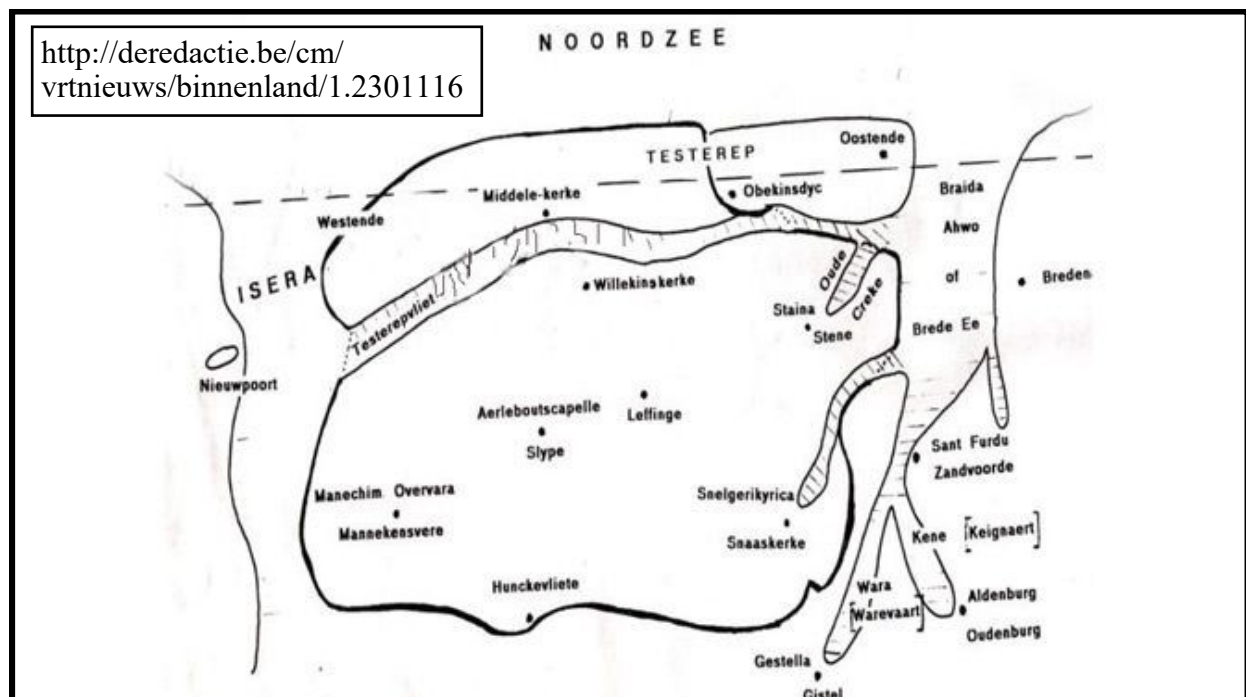 http://deredactie.be/cm/
vrtnieuws/binnenland/1.2301116
NOORDZEE
TESTEREP
Oostende
Middele-kerke
Obekinsdyc
Braida
Westende
Ahwo
ISERA
of
Breden
Willekinskerke
Oude
Creke
Testerepvliet
Staina
Stene
Brede Ee
Nieuwpoort
Aerleboutscapelle
Leffinge
Slype
Sant Furdu
Zandvoorde
Manechim Overvara
Mannekensvere
Snelgerikyrica
Snaaskerke
Kene [Keignaert]
Hunckevliete
Wara
[Warevaart]
Aldenburg
Oudenburg
Gestella
Gistel